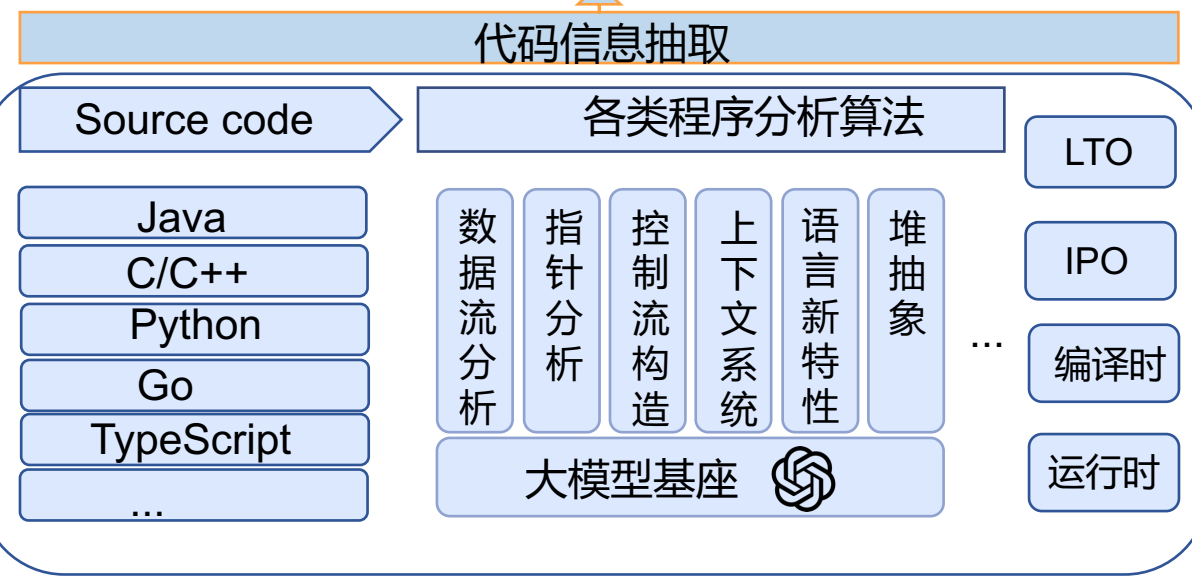 代码信息抽取
Source code
各类程序分析算法
Java
C/C++
Python
Go
TypeScript
...
数据流分析
指针分析
控制流构造
上下文系统
语言新特性
堆抽象
...
大模型基座
LTO
IPO
编译时
运行时